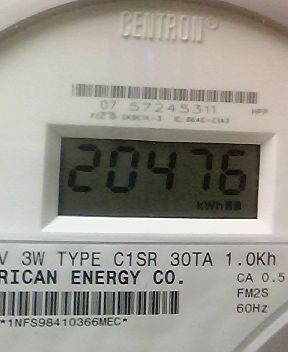 CENTRON®
07 57245311
HPP
20476
kWh
V 3W TYPE C1SR 30TA 1.0Kh
RICAN ENERGY CO.
CA 0.5
FM2S
60Hz
*1NFS98410366MEC*